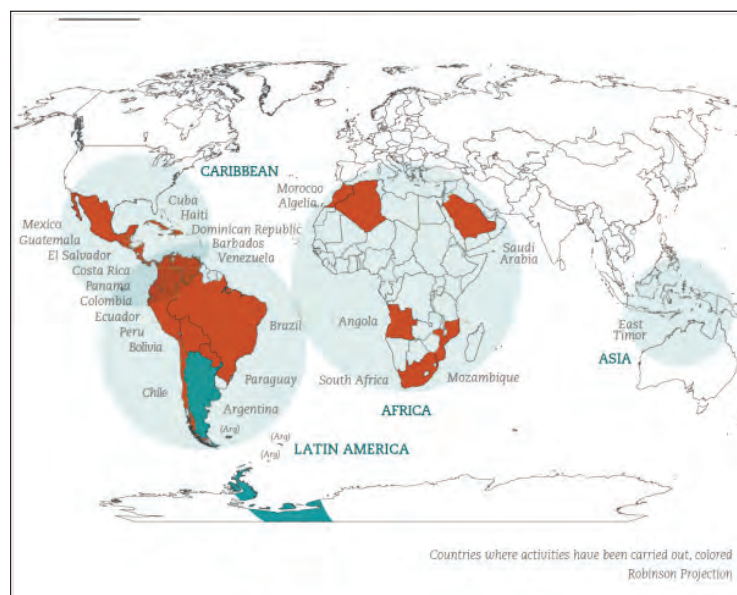 CARIBBEAN
Cuba
Haiti
Dominican Republic
Barbados
Venezuela
Mexico
Guatemala
El Salvador
Costa Rica
Panama
Colombia
Ecuador
Peru
Bolivia
Brazil
Chile
Paraguay
Argentina
(Arg)
(Arg)
(Arg)
LATIN AMERICA
Morocoo
Algelia
Saudi
Arabia
Angola
South Africa
Mozambique
AFRICA
East
Timor
ASIA
Countries where activities have been carried out, colored
Robinson Projection